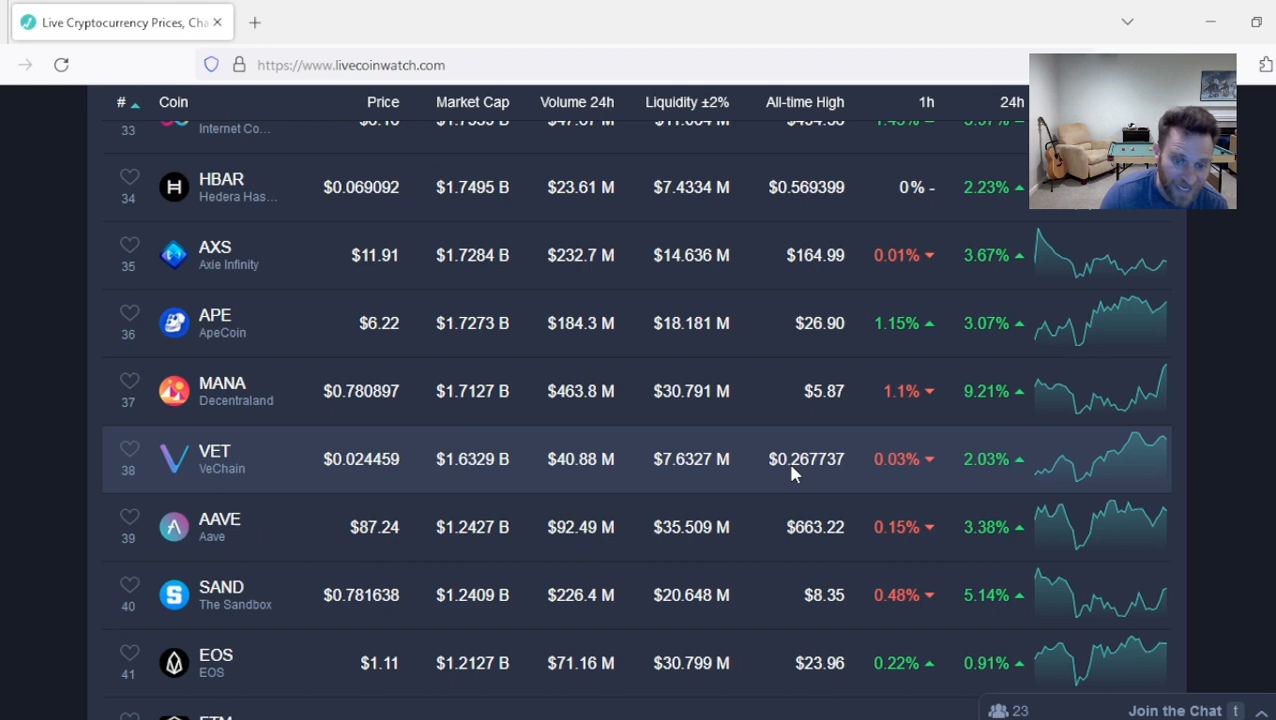 Live Cryptocurrency Prices, Cha
https://www.livecoinwatch.com
# Coin Price Market Cap Volume 24h Liquidity ±2% All-time High 1h 24h
33 Internet Co...
HBAR
34 Hedera Has... $0.069092 $1.7495 B $23.61 M $7.4334 M $0.569399 0% - 2.23%
AXS
35 Axie Infinity $11.91 $1.7284 B $232.7 M $14.636 M $164.99 0.01% 3.67%
APE
36 ApeCoin $6.22 $1.7273 B $184.3 M $18.181 M $26.90 1.15% 3.07%
MANA
37 Decentraland $0.780897 $1.7127 B $463.8 M $30.791 M $5.87 1.1% 9.21%
VET
38 VeChain $0.024459 $1.6329 B $40.88 M $7.6327 M $0.267737 0.03% 2.03%
AAVE
39 Aave $87.24 $1.2427 B $92.49 M $35.509 M $663.22 0.15% 3.38%
SAND
40 The Sandbox $0.781638 $1.2409 B $226.4 M $20.648 M $8.35 0.48% 5.14%
EOS
41 EOS $1.11 $1.2127 B $71.16 M $30.799 M $23.96 0.22% 0.91%
23 Join the Chat t